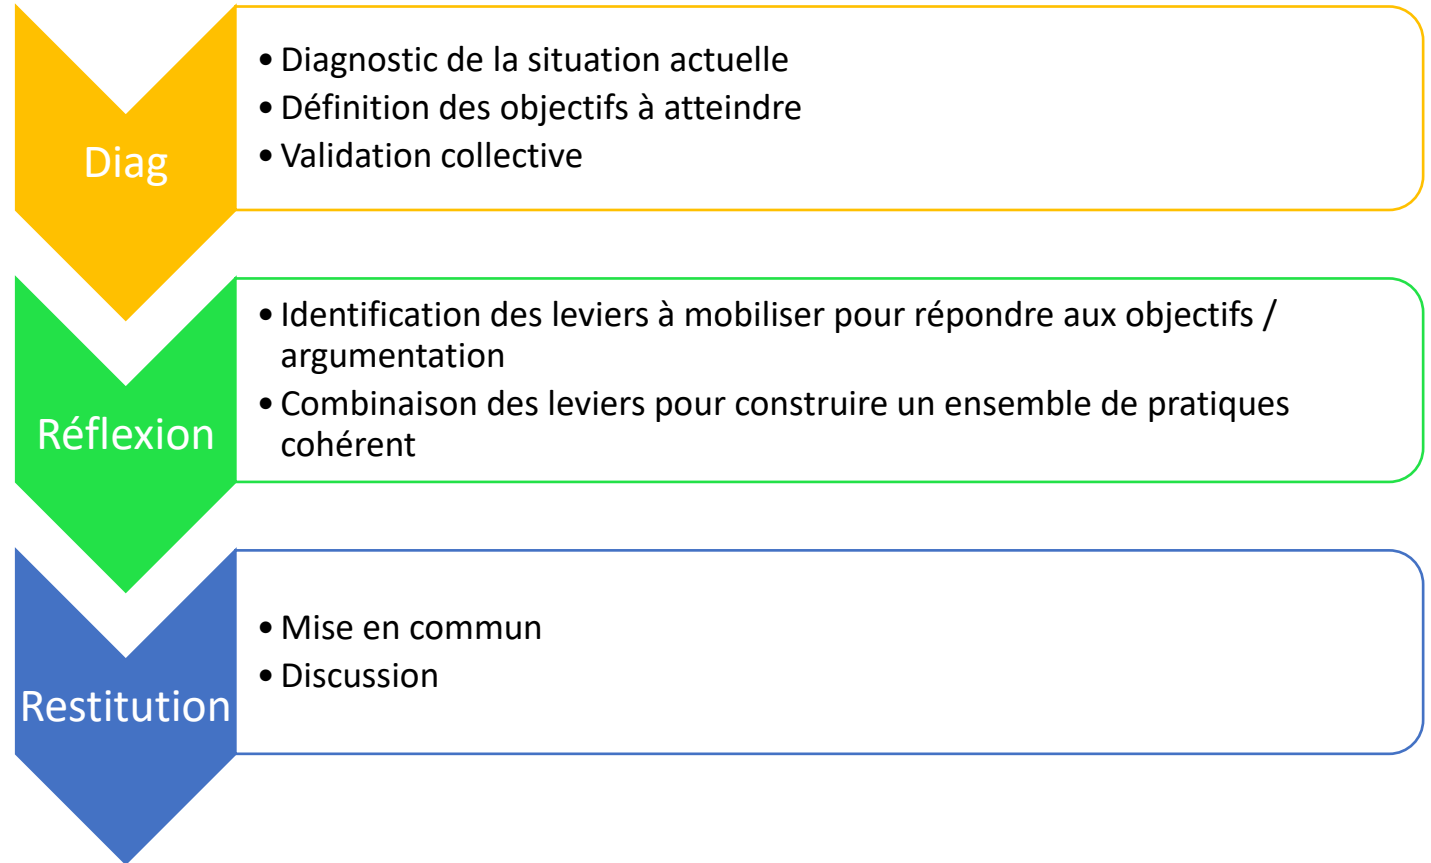 Diag
• Diagnostic de la situation actuelle
• Définition des objectifs à atteindre
• Validation collective
Réflexion
• Identification des leviers à mobiliser pour répondre aux objectifs /
argumentation
• Combinaison des leviers pour construire un ensemble de pratiques
cohérent
Restitution
• Mise en commun
• Discussion